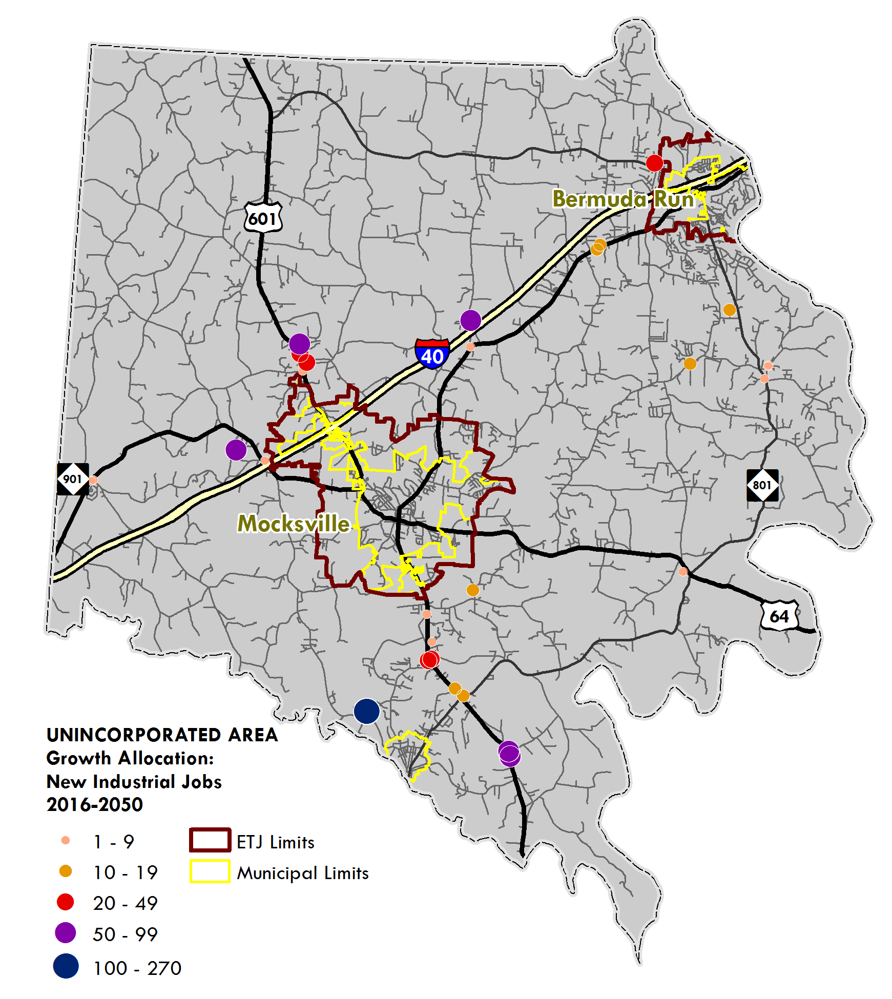 Bermuda Run
601
40
901
801
Mocksville
64
UNINCORPORATED AREA
Growth Allocation:
New Industrial Jobs
2016-2050
1 - 9
ETJ Limits
10 - 19
Municipal Limits
20 - 49
50 - 99
100 - 270